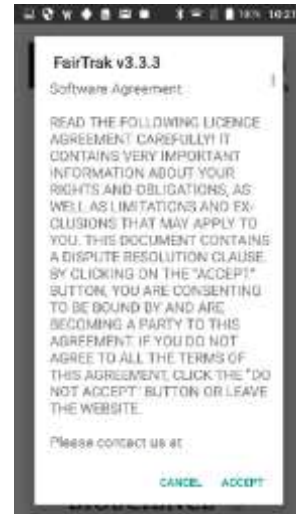 100% 10:21
FairTrak v3.3.3
Software Agreement
READ THE FOLLOWING LICENCE
AGREEMENT CAREFULLY! IT
CONTAINS VERY IMPORTANT
INFORMATION ABOUT YOUR
RIGHTS AND OBLIGATIONS, AS
WELL AS LIMITATIONS AND EX-
CLUSIONS THAT MAY APPLY TO
YOU. THIS DOCUMENT CONTAINS
A DISPUTE RESOLUTION CLAUSE.
BY CLICKING ON THE "ACCEPT"
BUTTON, YOU ARE CONSENTING
TO BE BOUND BY AND ARE
BECOMING A PARTY TO THIS
AGREEMENT. IF YOU DO NOT
AGREE TO ALL THE TERMS OF
THIS AGREEMENT, CLICK THE "DO
NOT ACCEPT" BUTTON OR LEAVE
THE WEBSITE.
Please contact us at
CANCEL ACCEPT